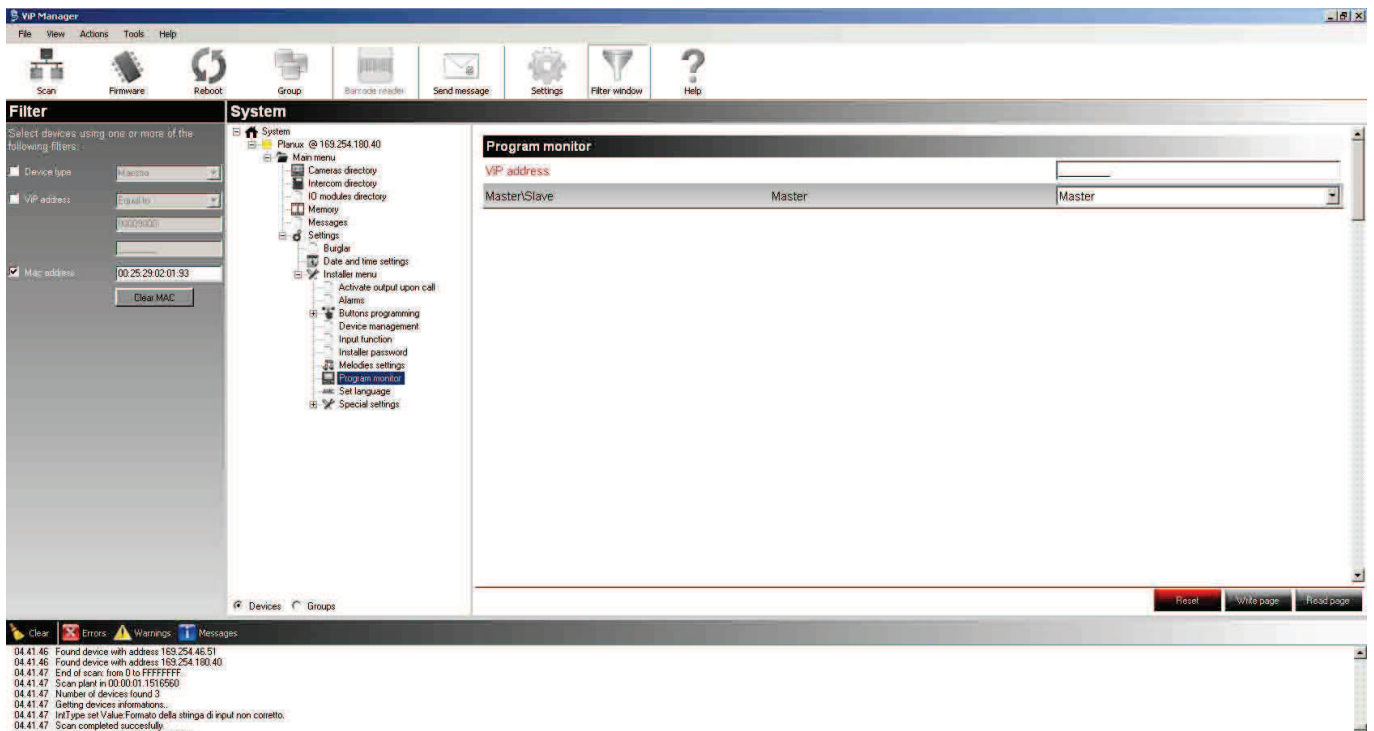 ViP Manager
File View Actions Tools Help
Scan Firmware Reboot Group Barcode reader Send message Settings Filter window Help
Filter
Select devices using one or more of the
following filters:
Device type Maestro
ViP address Equal to
Mac address 00:25:29:02:01:93
Clear MAC
System
System
Planux @ 169.254.180.40
Main menu
Cameras directory
Intercom directory
IO modules directory
Memory
Messages
Settings
Burglar
Date and time settings
Installer menu
Activate output upon call
Alarms
Buttons programming
Device management
Input function
Installer password
Melodies settings
Program monitor
Set language
Special settings
Devices Groups
Program monitor
ViP address
Master\Slave Master Master
Reset Write page Read page
Clear Errors Warnings Messages
04.41.46 Found device with address 169.254.46.51
04.41.46 Found device with address 169.254.180.40
04.41.47 End of scan: from 0 to FFFFFFFF
04.41.47 Scan plant in 00:00:01.1516560
04.41.47 Number of devices found 3
04.41.47 Getting devices informations..
04.41.47 IntType set Value:Formato della stringa di input non corretto.
04.41.47 Scan completed succesfully.